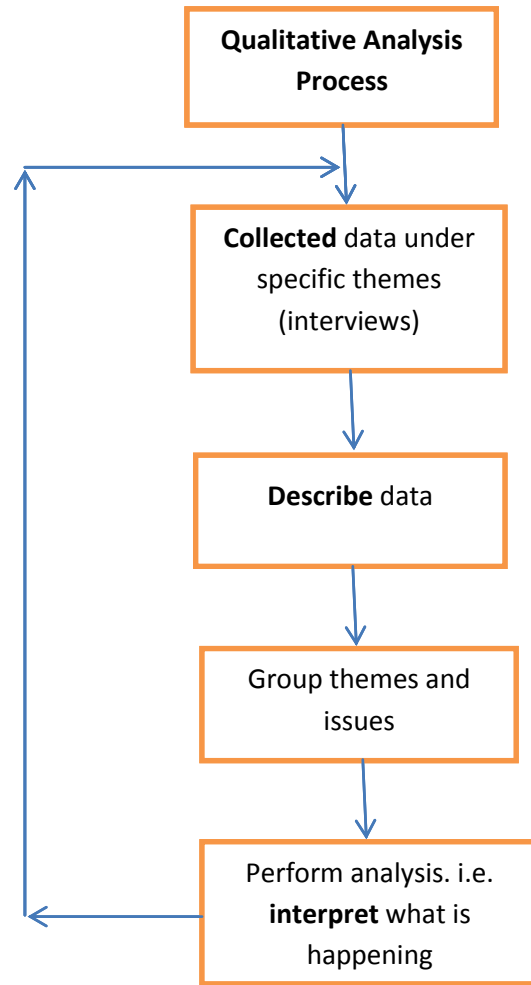 Qualitative Analysis
Process
Collected data under
specific themes
(interviews)
Describe data
Group themes and
issues
Perform analysis. i.e.
interpret what is
happening